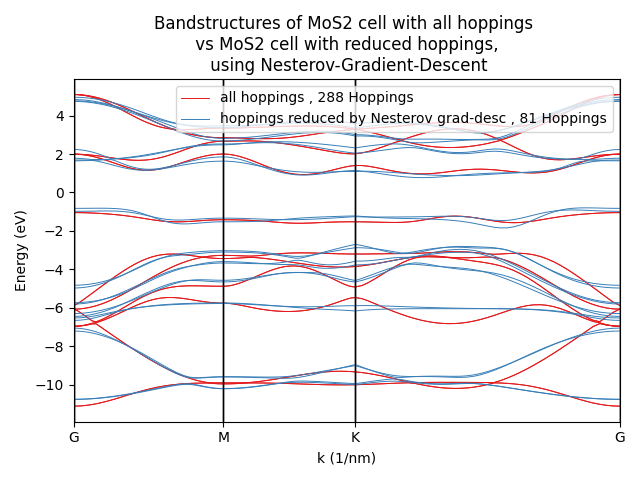 Bandstructures of MoS2 cell with all hoppings
vs MoS2 cell with reduced hoppings,
using Nesterov-Gradient-Descent
all hoppings , 288 Hoppings
hoppings reduced by Nesterov grad-desc , 81 Hoppings
Energy (eV)
4
2
0
−2
−4
−6
−8
−10
G
M
K
G
k (1/nm)